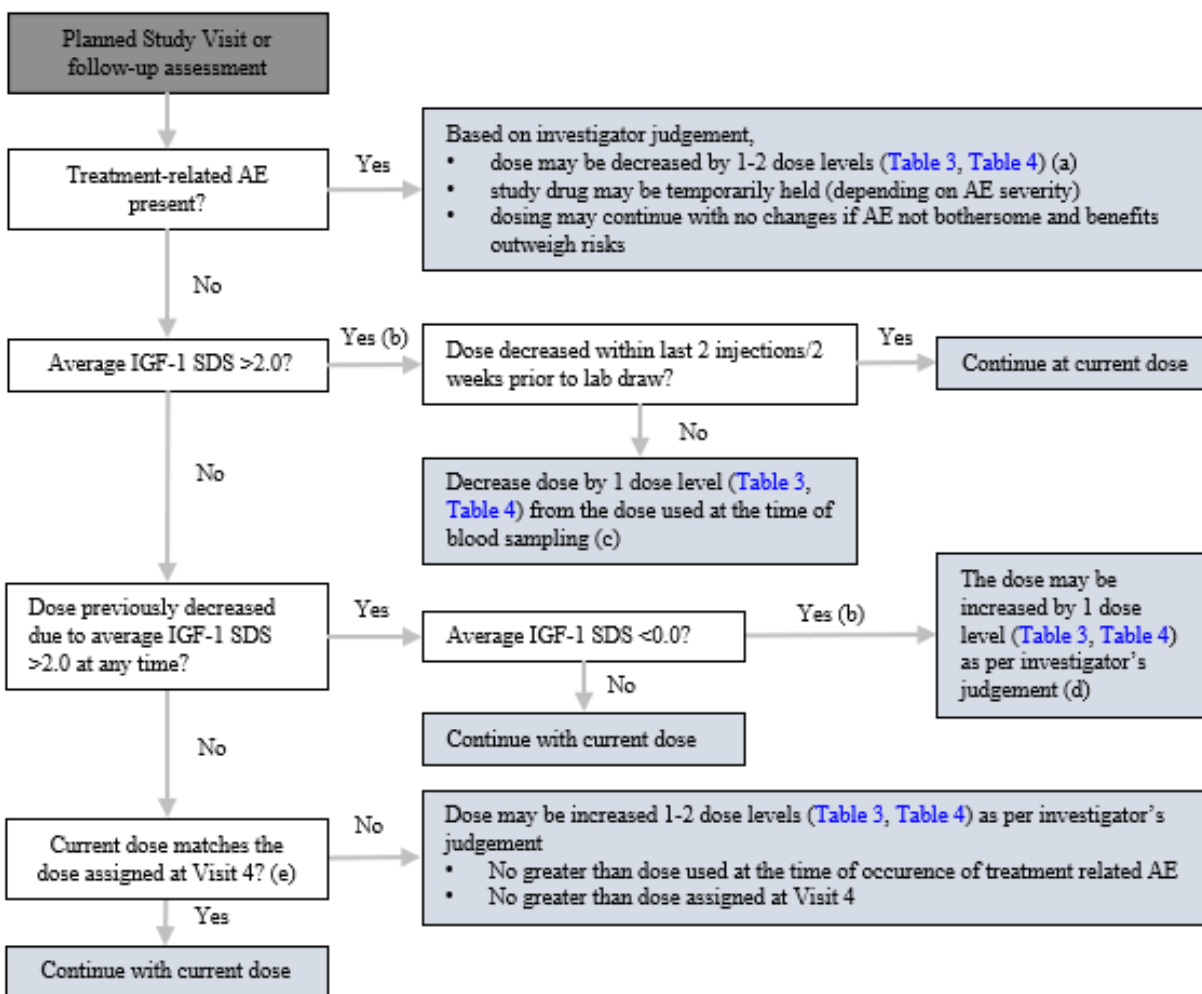 Planned Study Visit or
follow-up assessment
Treatment-related AE
present?
Yes
Based on investigator judgement,
• dose may be decreased by 1-2 dose levels (Table 3, Table 4) (a)
• study drug may be temporarily held (depending on AE severity)
• dosing may continue with no changes if AE not bothersome and benefits
outweigh risks
No
Average IGF-1 SDS >2.0?
Yes (b)
Dose decreased within last 2 injections/2
weeks prior to lab draw?
Yes
Continue at current dose
No
No
Decrease dose by 1 dose level (Table 3,
Table 4) from the dose used at the time of
blood sampling (c)
Dose previously decreased
due to average IGF-1 SDS
>2.0 at any time?
Yes
Average IGF-1 SDS <0.0?
Yes (b)
The dose may be
increased by 1 dose
level (Table 3, Table 4)
as per investigator's
judgement (d)
No
Continue with current dose
No
Current dose matches the
dose assigned at Visit 4? (e)
No
Dose may be increased 1-2 dose levels (Table 3, Table 4) as per investigator's
judgement
• No greater than dose used at the time of occurence of treatment related AE
• No greater than dose assigned at Visit 4
Yes
Continue with current dose